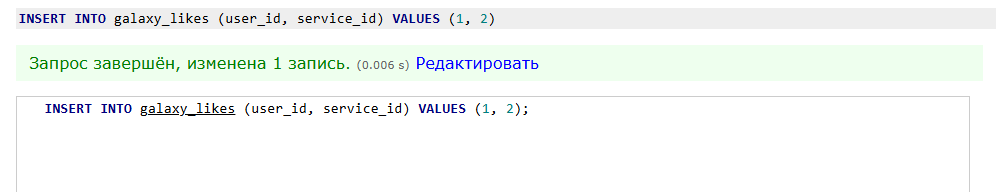 INSERT INTO galaxy_likes (user_id, service_id) VALUES (1, 2)
Запрос завершён, изменена 1 запись. (0.006 s) Редактировать
INSERT INTO galaxy_likes (user_id, service_id) VALUES (1, 2);